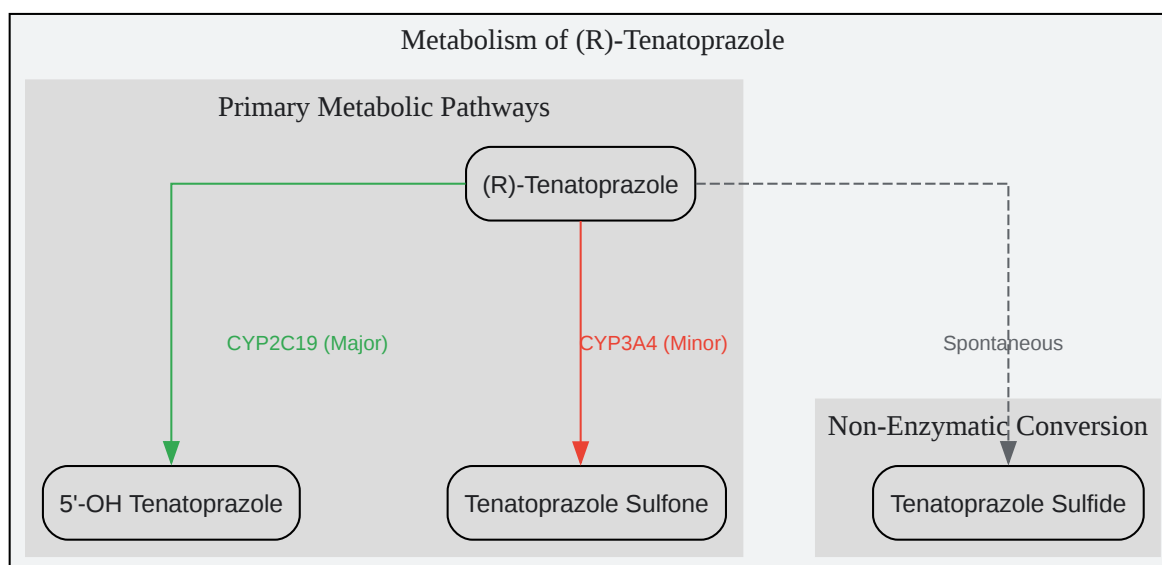 Metabolism of (R)-Tenatoprazole
Primary Metabolic Pathways
(R)-Tenatoprazole
CYP2C19 (Major)
CYP3A4 (Minor)
Spontaneous
Non-Enzymatic Conversion
5'-OH Tenatoprazole
Tenatoprazole Sulfone
Tenatoprazole Sulfide